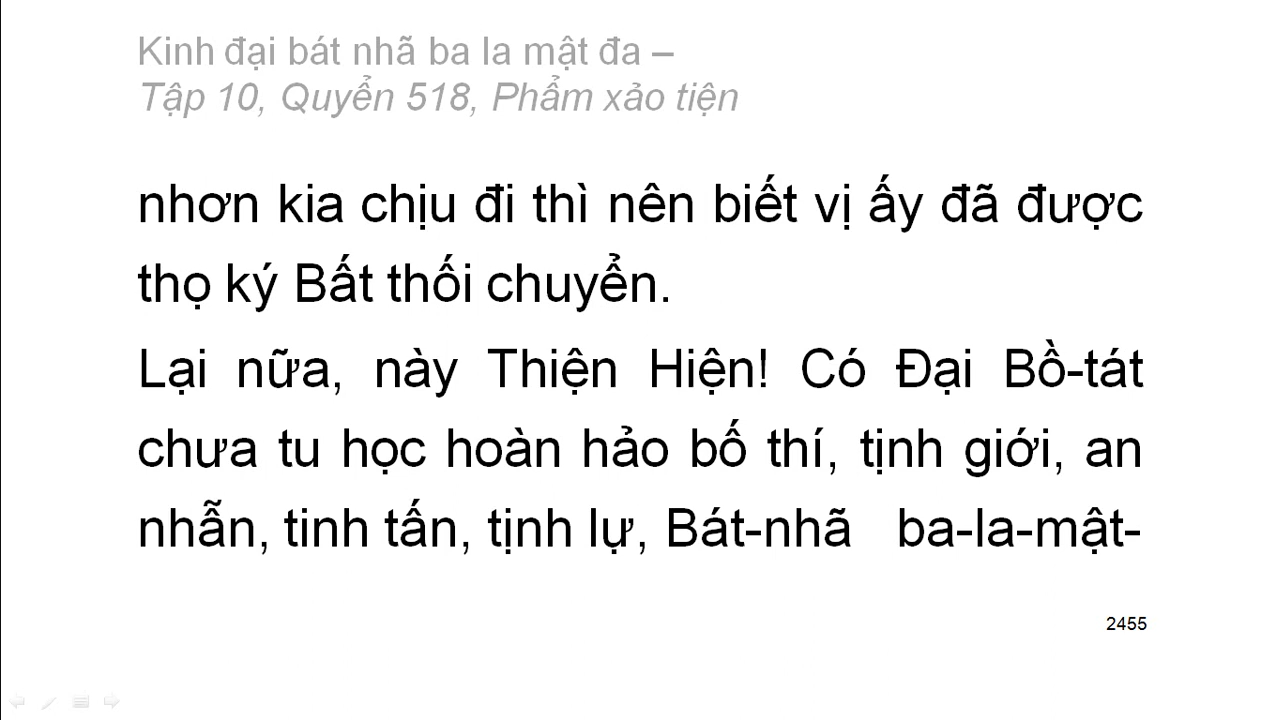 Kinh đại bát nhã ba la mật đa –
Tập 10, Quyển 518, Phẩm xảo tiện
nhơn kia chịu đi thì nên biết vị ấy đã được
thọ ký Bất thối chuyển.
Lại nữa, này Thiện Hiện! Có Đại Bồ-tát
chưa tu học hoàn hảo bố thí, tịnh giới, an
nhẫn, tinh tấn, tịnh lự, Bát-nhã ba-la-mật-
2455